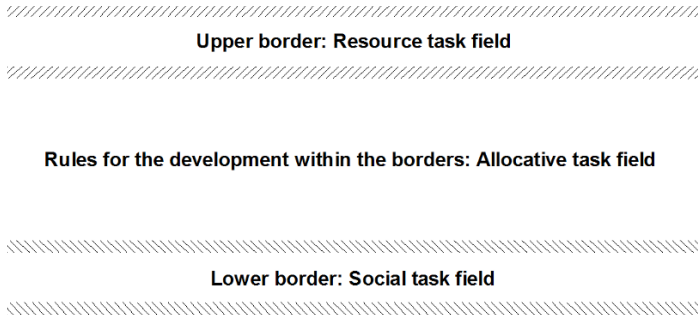 Upper border: Resource task field
Rules for the development within the borders: Allocative task field
Lower border: Social task field